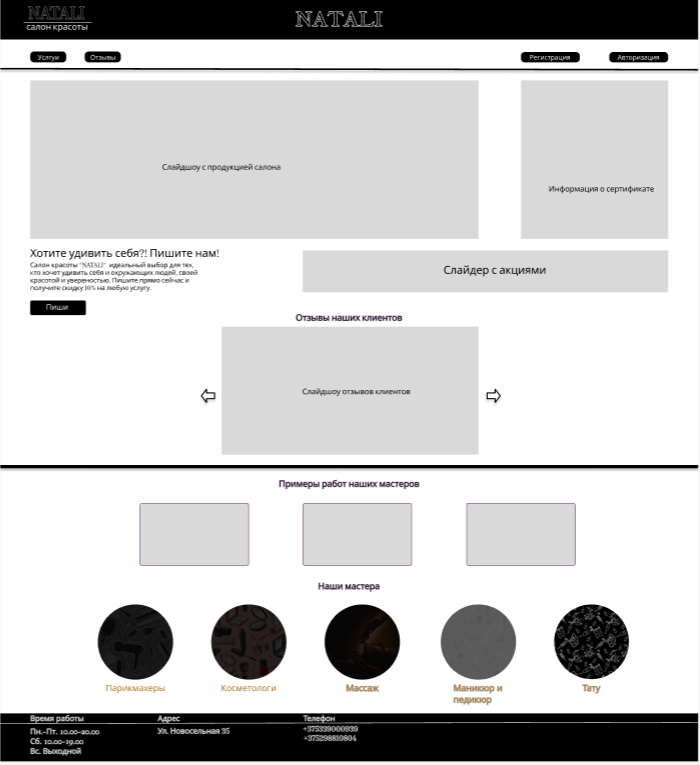 NATALI
салон красоты
NATALI
Услуги
Отзывы
Регистрация
Авторизация
Слайдшоу с продукцией салона
Информация о сертификате
Хотите удивить себя?! Пишите нам!
Салон красоты "NATALI" идеальный выбор для тех,
кто хочет удивить себя и окружающих людей, своей
красотой и увереностью. Пишите прямо сейчас и
получите скидку 10% на любую услугу.
Пиши
Слайдер с акциями
Отзывы наших клиентов
Слайдшоу отзывов клиентов
Примеры работ наших мастеров
Наши мастера
Парикмахеры
Косметологи
Массаж
Маникюр и
педикюр
Тату
Время работы
Пн.-Пт. 10.00-20.00
Сб. 10.00-19.00
Вс. Выходной
Адрес
Ул. Новосельная 35
Телефон
+375339000939
+375298810804